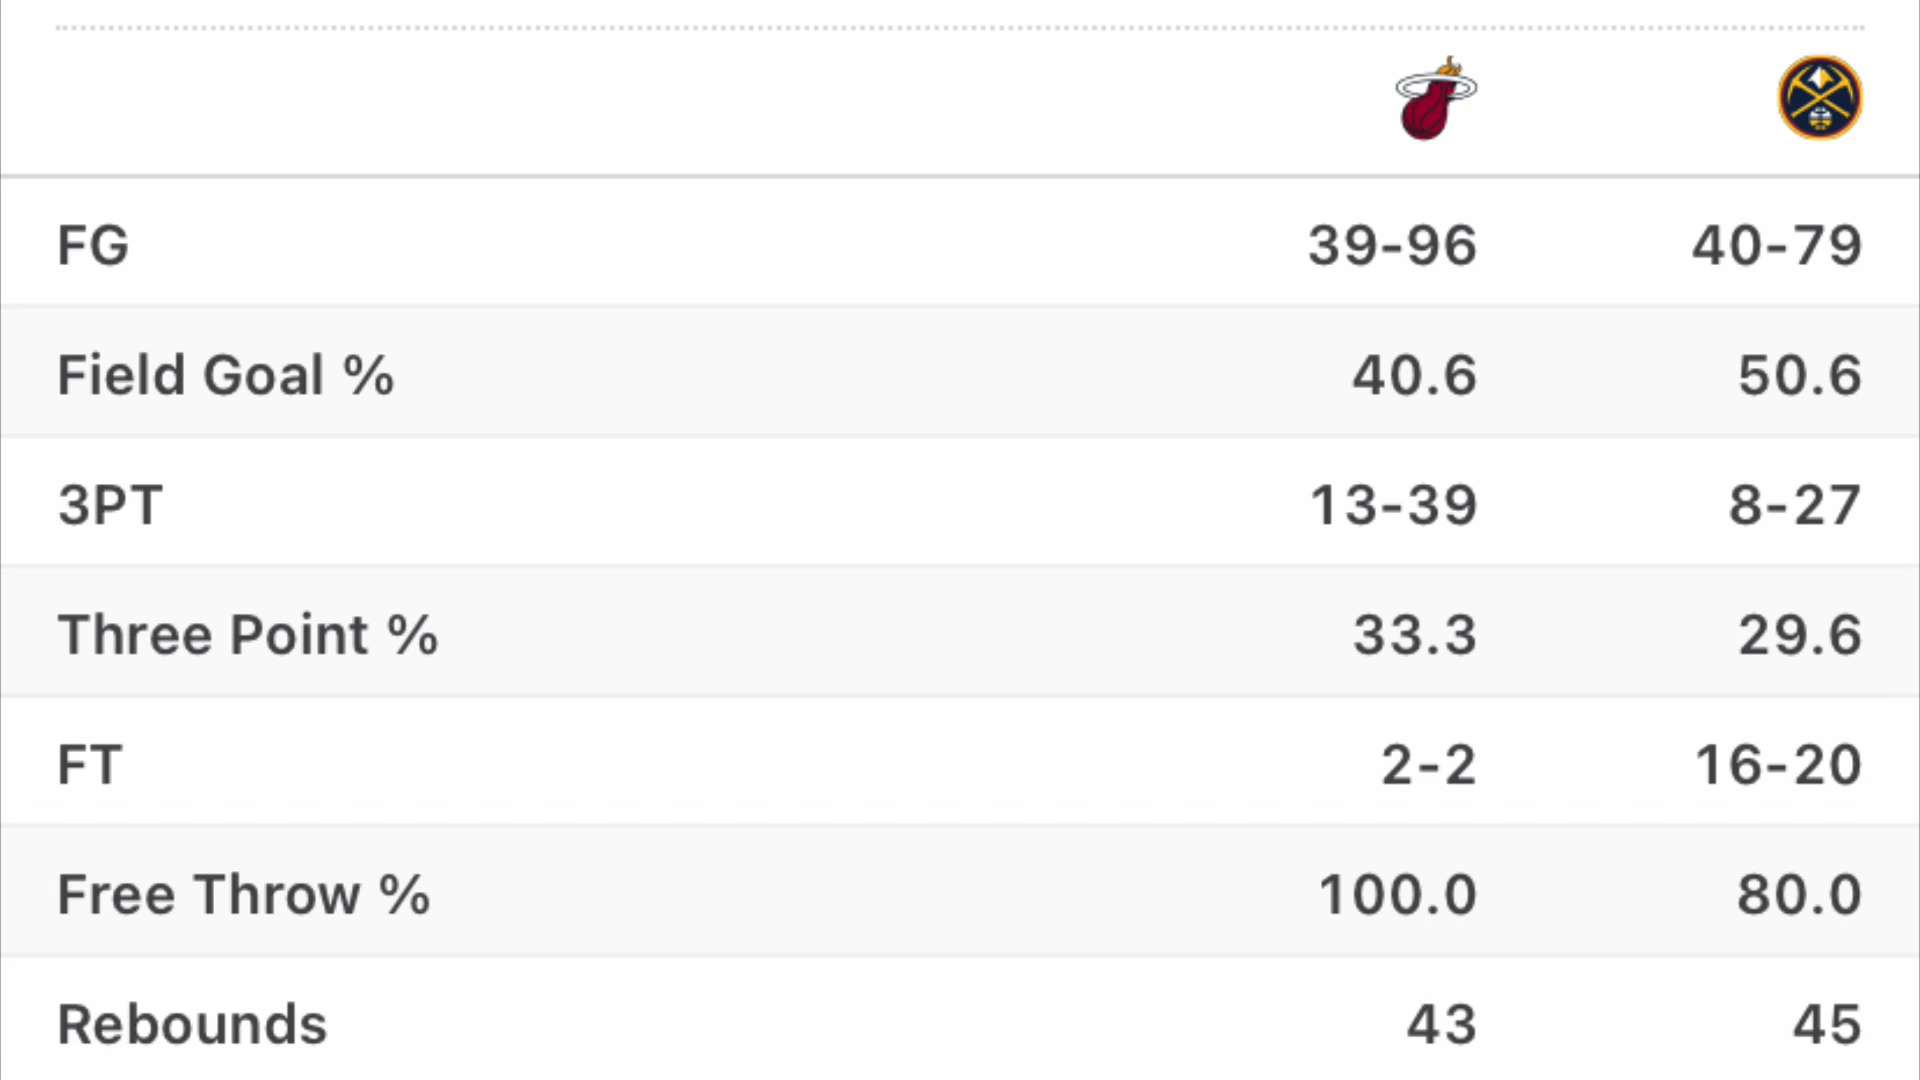 FG 39-96 40-79
Field Goal % 40.6 50.6
3PT 13-39 8-27
Three Point % 33.3 29.6
FT 2-2 16-20
Free Throw % 100.0 80.0
Rebounds 43 45